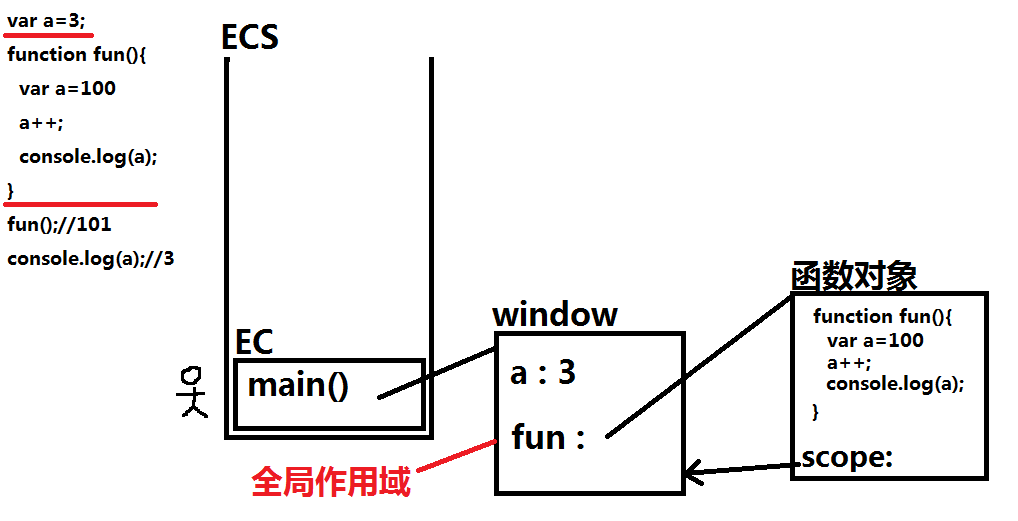 var a=3;
function fun(){
var a=100
a++;
console.log(a);
}
fun();//101
console.log(a);//3
ECS
EC
main()
window
a : 3
fun :
全局作用域
函数对象
function fun(){
var a=100
a++;
console.log(a);
}
scope: